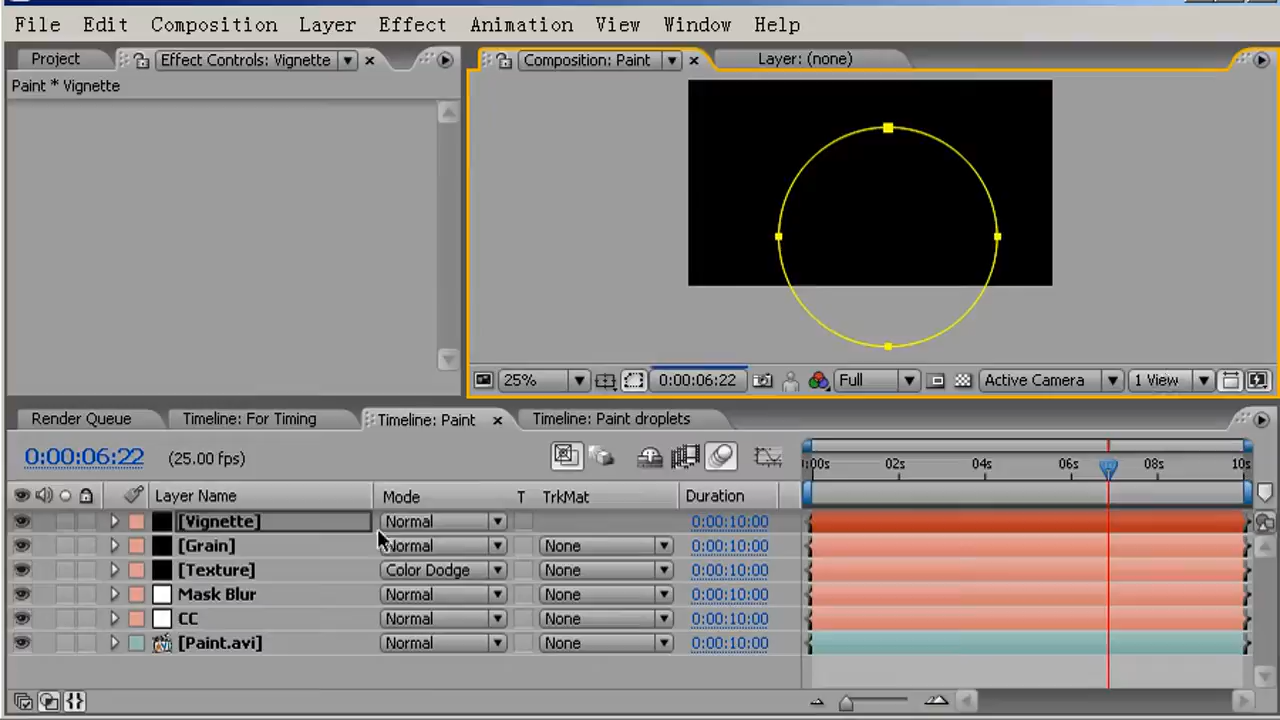 File Edit Composition Layer Effect Animation View Window Help
Project Effect Controls: Vignette Composition: Paint Layer: (none)
Paint * Vignette
25% 0:00:06:22 Full Active Camera 1 View
Render Queue Timeline: For Timing Timeline: Paint Timeline: Paint droplets
0:00:06:22 (25.00 fps)
:00s 02s 04s 06s 08s 10s
Layer Name Mode T TrkMat Duration
[Vignette] Normal 0:00:10:00
[Grain] Normal None 0:00:10:00
[Texture] Color Dodge None 0:00:10:00
Mask Blur Normal None 0:00:10:00
CC Normal None 0:00:10:00
[Paint.avi] Normal None 0:00:10:00